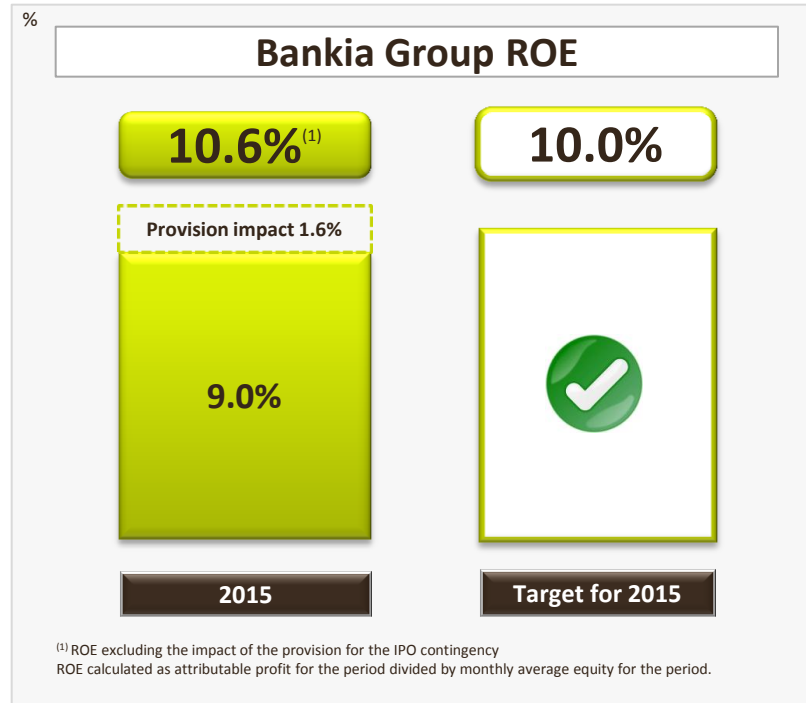 %
Bankia Group ROE
10.6%(1)
10.0%
Provision impact 1.6%
9.0%
2015
Target for 2015
(1) ROE excluding the impact of the provision for the IPO contingency
ROE calculated as attributable profit for the period divided by monthly average equity for the period.